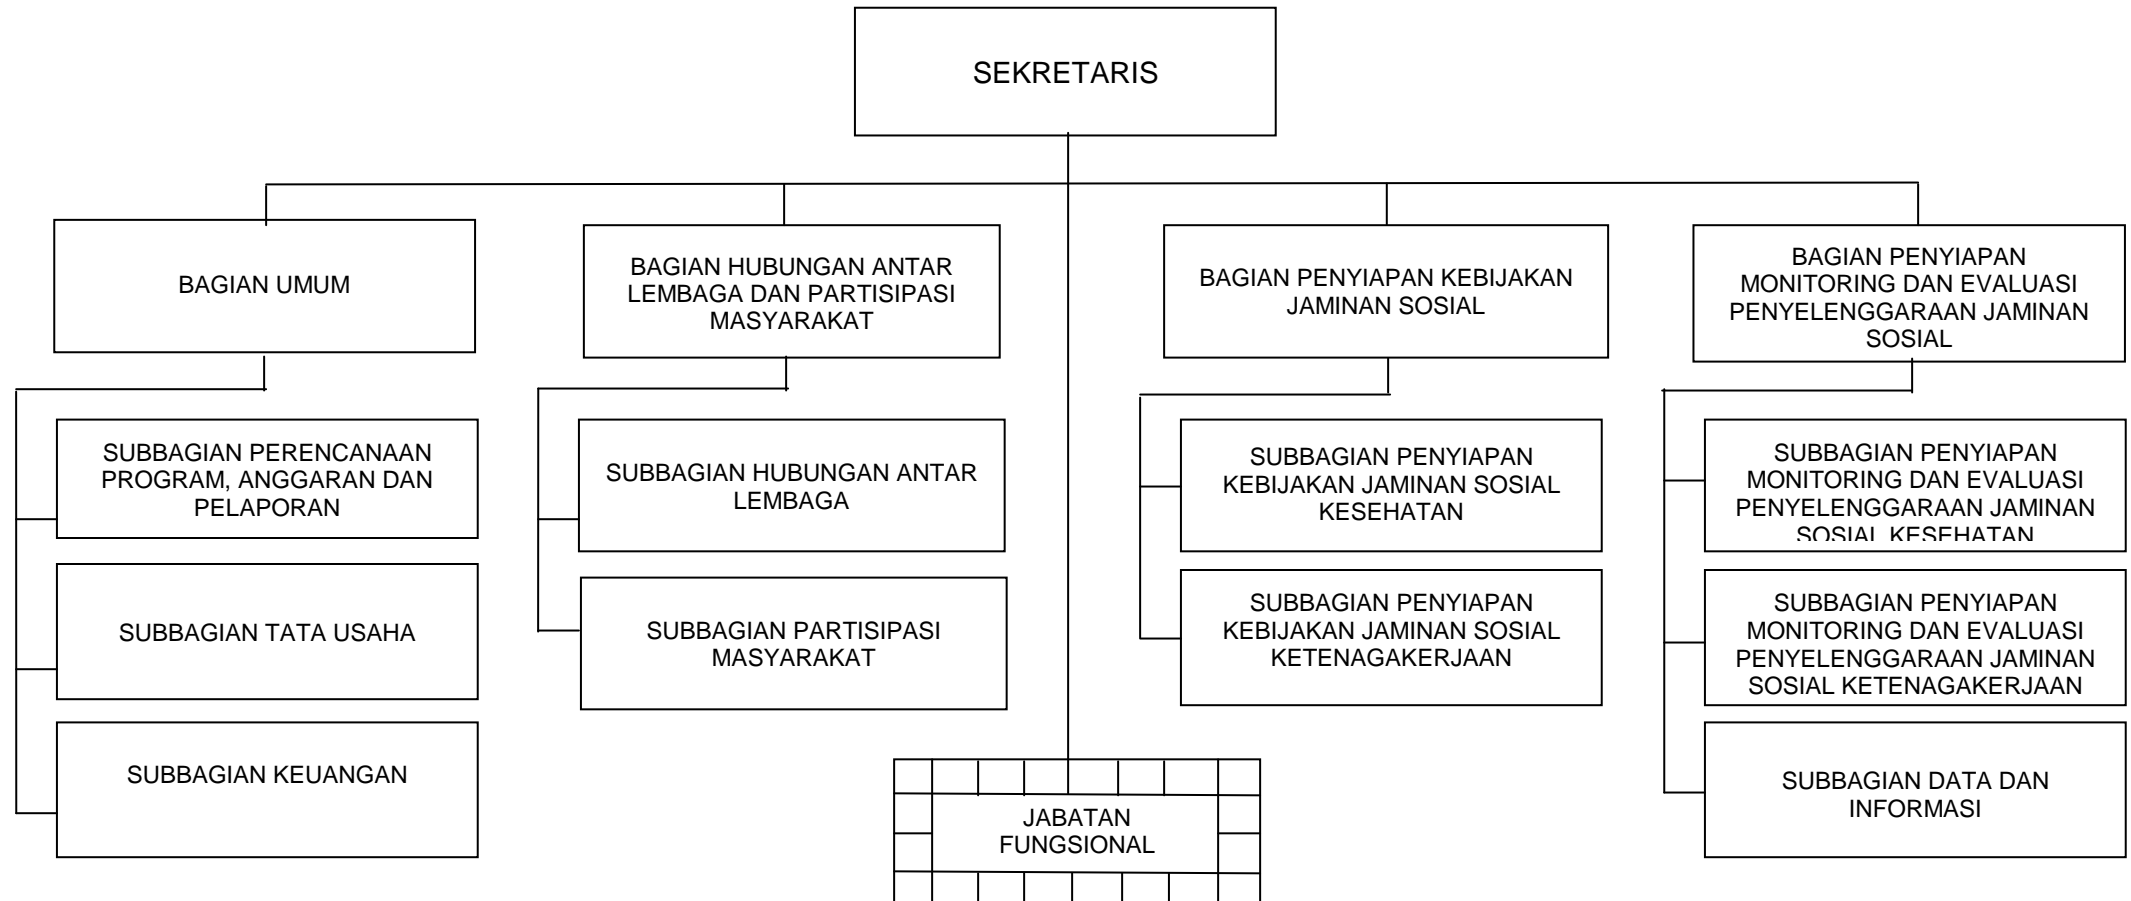 SEKRETARIS
BAGIAN UMUM
BAGIAN HUBUNGAN ANTAR
LEMBAGA DAN PARTISIPASI
MASYARAKAT
BAGIAN PENYIAPAN KEBIJAKAN
JAMINAN SOSIAL
BAGIAN PENYIAPAN
MONITORING DAN EVALUASI
PENYELENGGARAAN JAMINAN
SOSIAL
SUBBAGIAN PERENCANAAN
PROGRAM, ANGGARAN DAN
PELAPORAN
SUBBAGIAN TATA USAHA
SUBBAGIAN KEUANGAN
SUBBAGIAN HUBUNGAN ANTAR
LEMBAGA
SUBBAGIAN PARTISIPASI
MASYARAKAT
SUBBAGIAN PENYIAPAN
KEBIJAKAN JAMINAN SOSIAL
KESEHATAN
SUBBAGIAN PENYIAPAN
KEBIJAKAN JAMINAN SOSIAL
KETENAGAKERJAAN
SUBBAGIAN PENYIAPAN
MONITORING DAN EVALUASI
PENYELENGGARAAN JAMINAN
SOSIAL KESEHATAN
SUBBAGIAN PENYIAPAN
MONITORING DAN EVALUASI
PENYELENGGARAAN JAMINAN
SOSIAL KETENAGAKERJAAN
SUBBAGIAN DATA DAN
INFORMASI
JABATAN
FUNGSIONAL